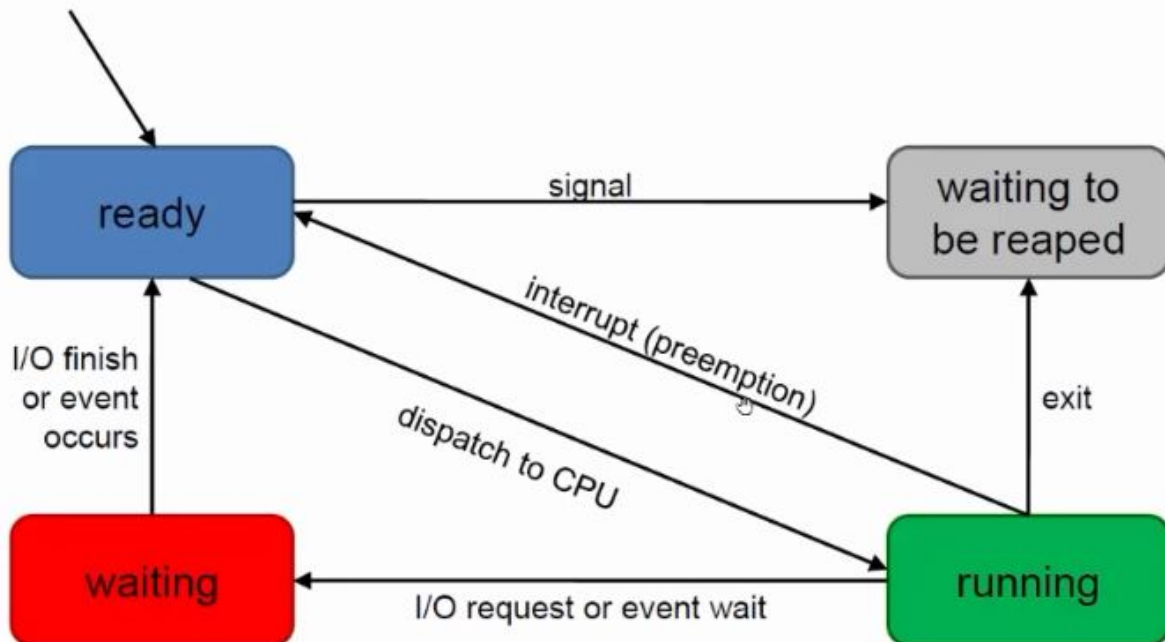 ready
signal
waiting to
be reaped
interrupt (preemption)
I/O finish
or event
occurs
dispatch to CPU
exit
waiting
I/O request or event wait
running